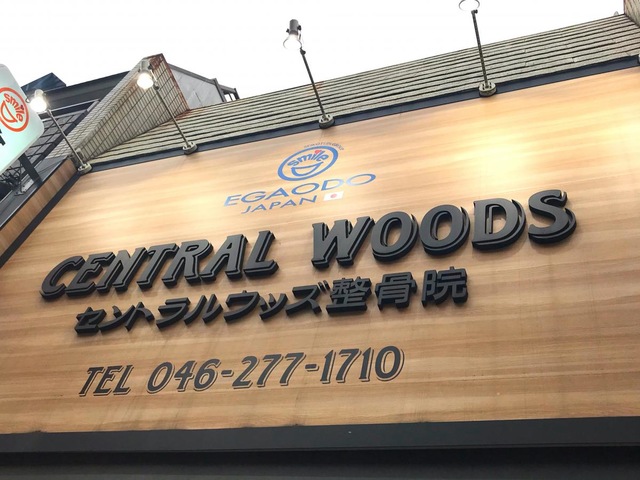 smile
smile
EGAODO
JAPAN
CENTRAL WOODS
セントラルウッズ整骨院
TEL 046-277-1710